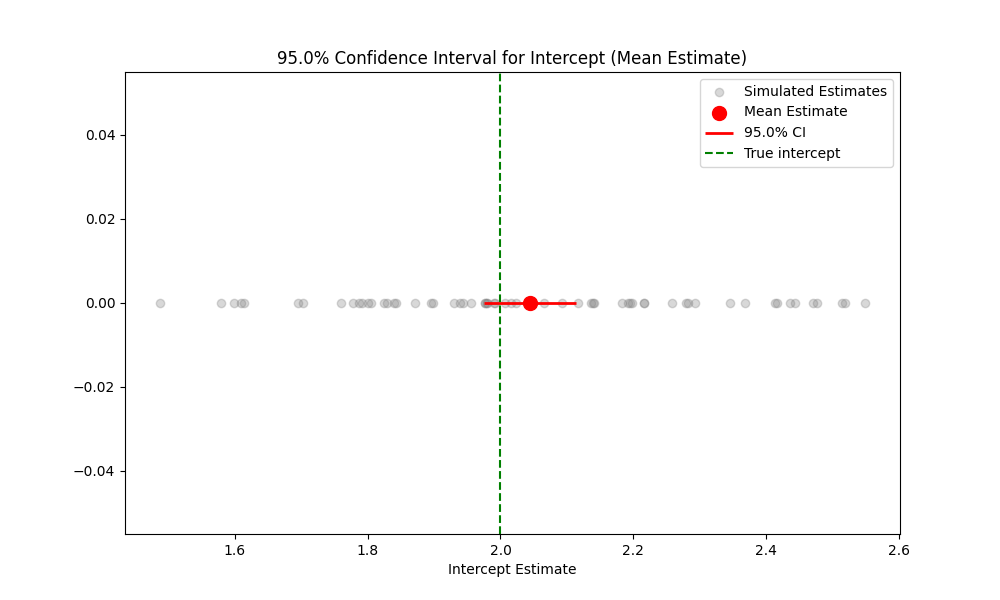 95.0% Confidence Interval for Intercept (Mean Estimate)
Simulated Estimates
Mean Estimate
95.0% CI
True intercept
0.04
0.02
0.00
−0.02
−0.04
1.6
1.8
2.0
2.2
2.4
2.6
Intercept Estimate